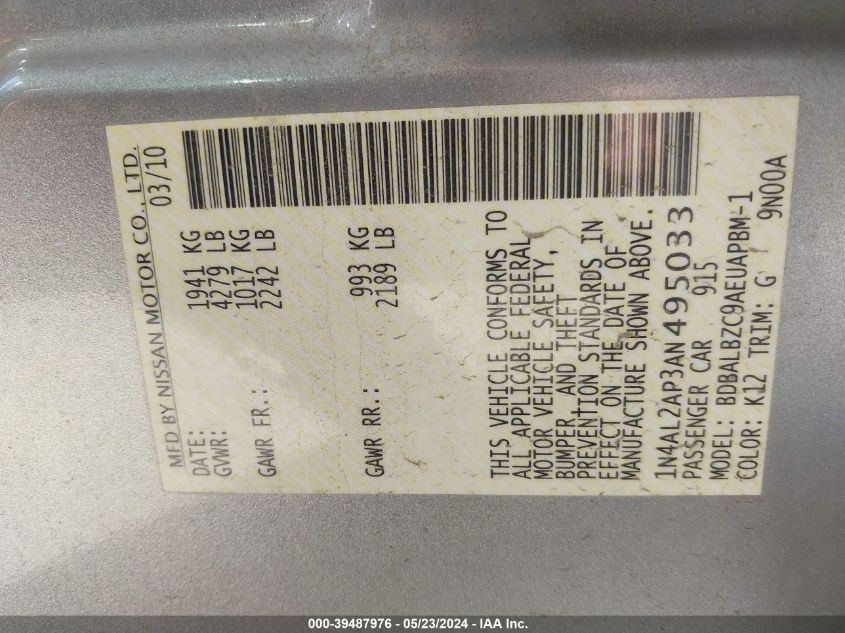 MFD BY NISSAN MOTOR CO., LTD.
DATE: 03/10
GVWR: 1941 KG
4279 LB
GAWR FR.: 1017 KG
2242 LB
GAWR RR.: 993 KG
2189 LB
THIS VEHICLE CONFORMS TO
ALL APPLICABLE FEDERAL
MOTOR VEHICLE SAFETY,
BUMPER, AND THEFT
PREVENTION STANDARDS IN
EFFECT ON THE DATE OF
MANUFACTURE SHOWN ABOVE.
1N4AL2AP3AN495033
PASSENGER CAR 915
MODEL: BDBALBZC9AEUAPBM-1
COLOR: K12 TRIM: G 9N00A
000-39487976 - 05/23/2024 - IAA Inc.